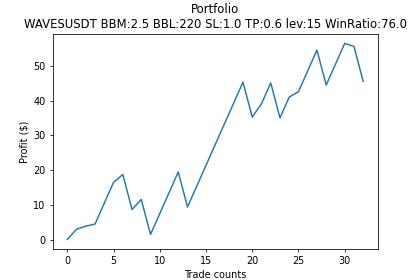 Portfolio
WAVESUSDT BBM:2.5 BBL:220 SL:1.0 TP:0.6 lev:15 WinRatio:76.0
Profit ($)
50
40
30
20
10
0
0 5 10 15 20 25 30
Trade counts